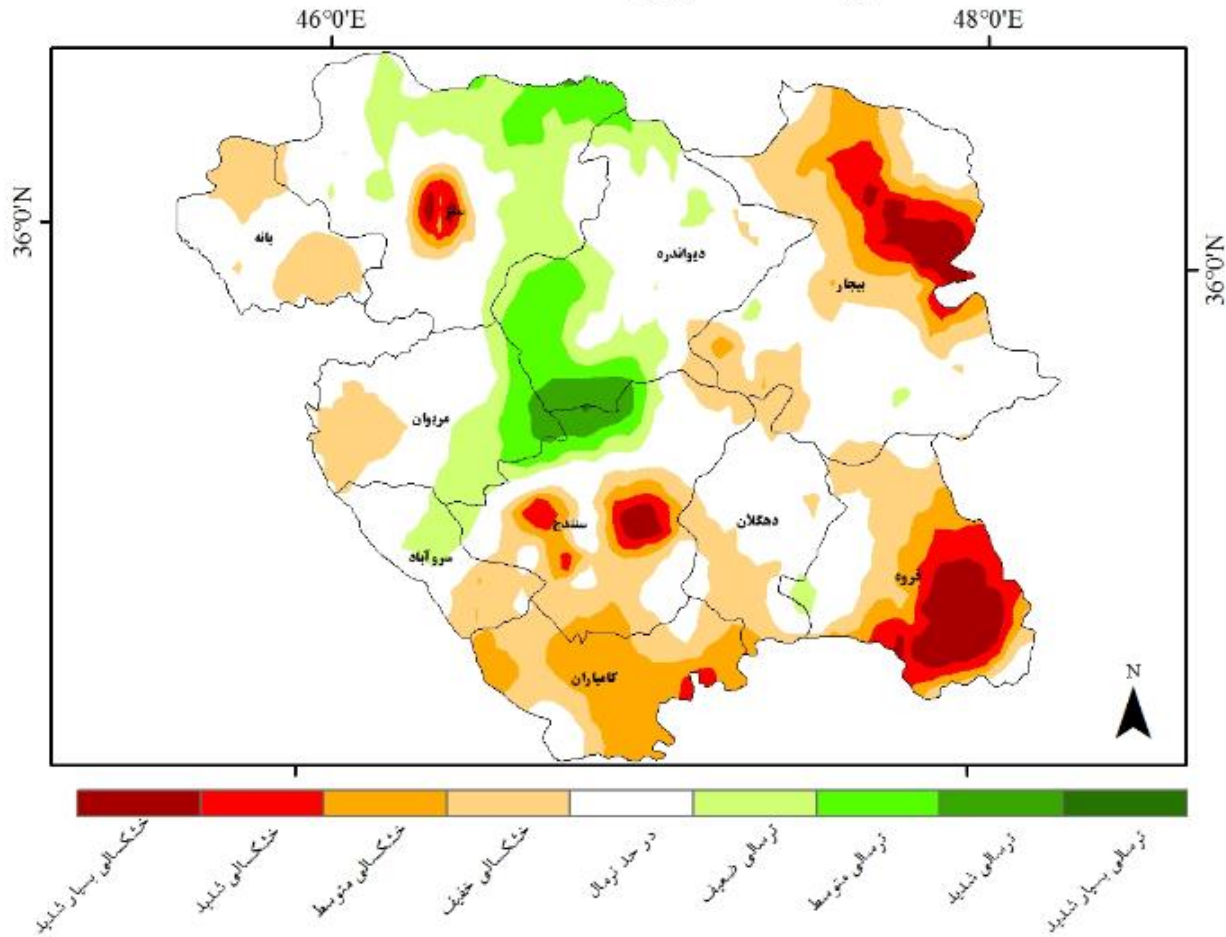 46°0'E
48°0'E
36°0'N
36°0'N
سقز
بانه
دیواندره
بیجار
مریوان
سنندج
دهگلان
سروآباد
قروه
کامیاران
N
خشکسالی بسیار شدید
خشکسالی شدید
خشکسالی متوسط
خشکسالی خفیف
در حد نرمال
ترسالی ضعیف
ترسالی متوسط
ترسالی شدید
ترسالی بسیار شدید